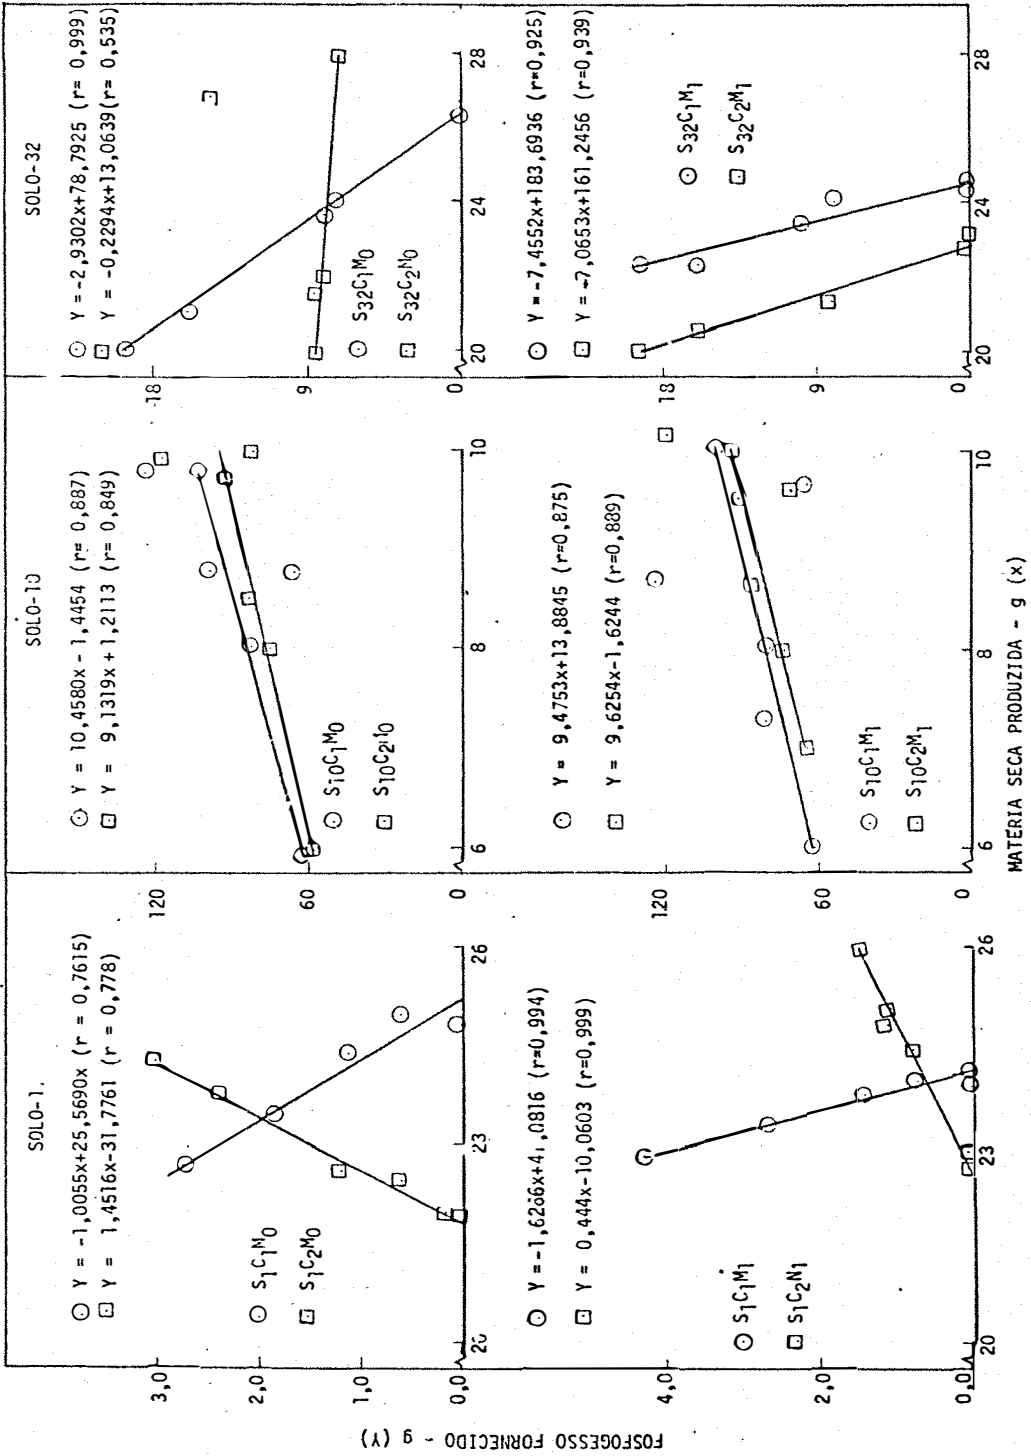 SOLO-1.
Y = -1,0055x+25,5690x (r = 0,7615)
Y = 1,4516x-31,7761 (r = 0,778)
S1C1M0
S1C2M0
3,0
2,0
1,0
0,0
20
23
26
SOLO-10
Y = 10,4580x - 1,4454 (r= 0,887)
Y = 9,1319x + 1,2113 (r= 0,849)
S10C1M0
S10C2M0
120
60
0
6
8
10
SOLO-32
Y = -2,9302x+78,7925 (r= 0,999)
Y = -0,2294x+13,0639(r= 0,535)
S32C1M0
S32C2M0
18
9
0
20
24
28
Y = -1,6266x+41,0816 (r=0,994)
Y = 0,444x-10,0603 (r=0,999)
S1C1M1
S1C2N1
4,0
2,0
0,0
20
23
26
Y = 9,4753x+13,8845 (r=0,875)
Y = 9,6254x-1,6244 (r=0,889)
S10C1M1
S10C2M1
120
60
0
6
8
10
Y = -7,4552x+183,6936 (r=0,925)
Y = -7,0653x+161,2456 (r=0,939)
S32C1M1
S32C2M1
18
9
0
20
24
28
FOSFOGESSO FORNECIDO - g (Y)
MATÉRIA SECA PRODUZIDA - g (x)